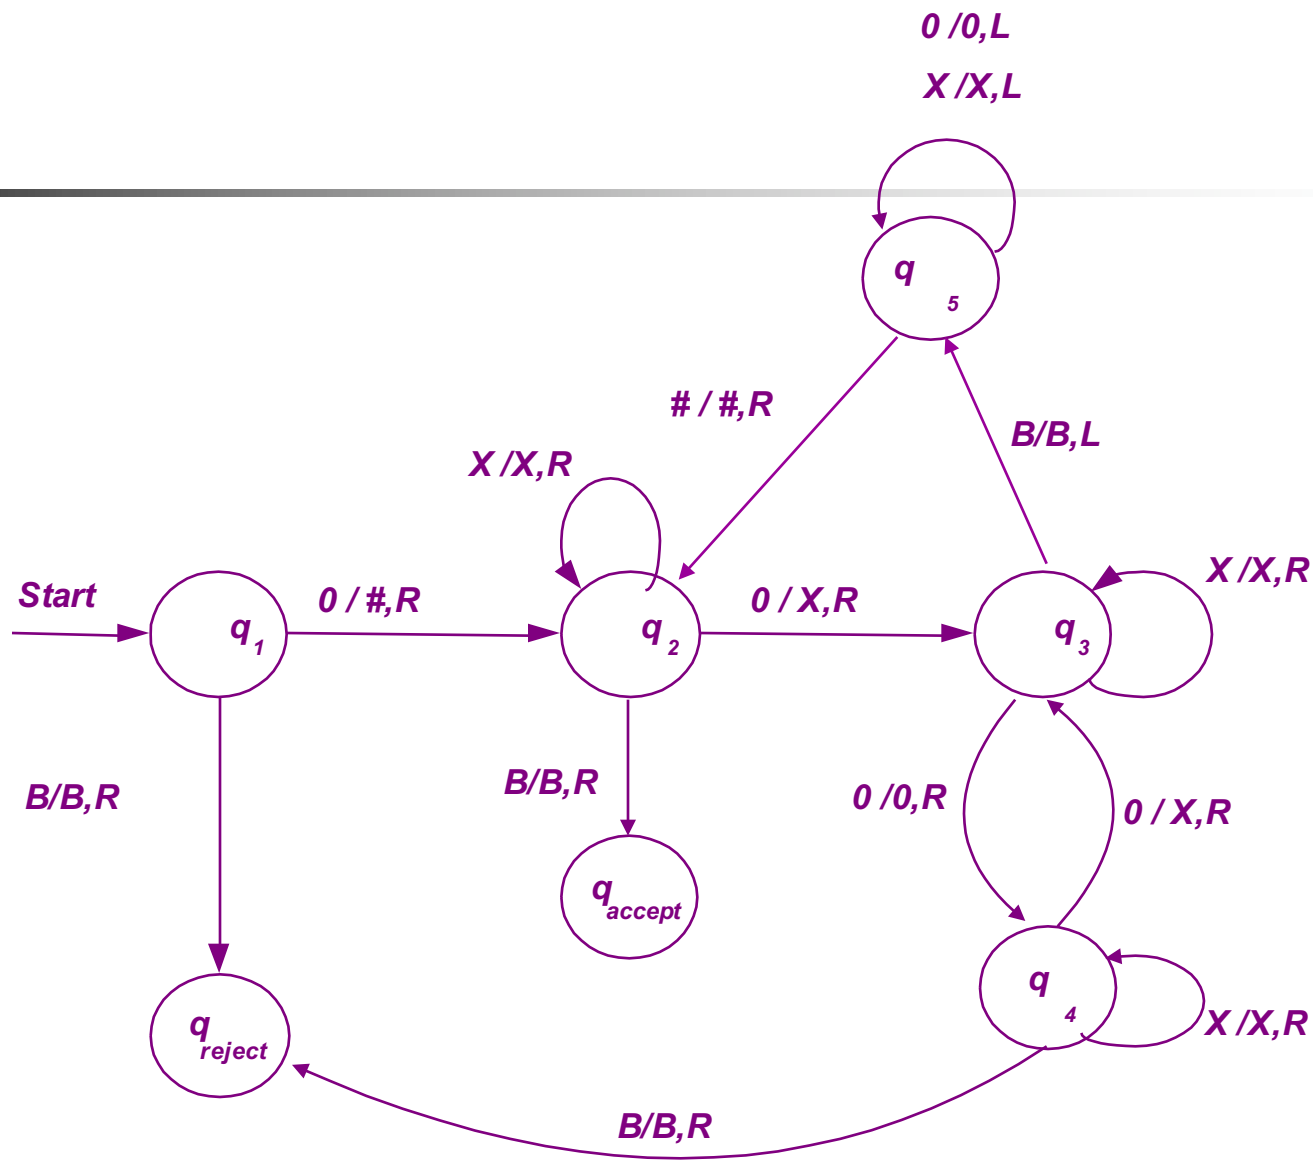 0 /0,L
X /X,L
q 5
# / #,R
B/B,L
X /X,R
X /X,R
Start
0 / #,R
0 / X,R
q 1
q 2
q 3
B/B,R
B/B,R
0 /0,R
0 / X,R
q accept
q 4
q reject
X /X,R
B/B,R